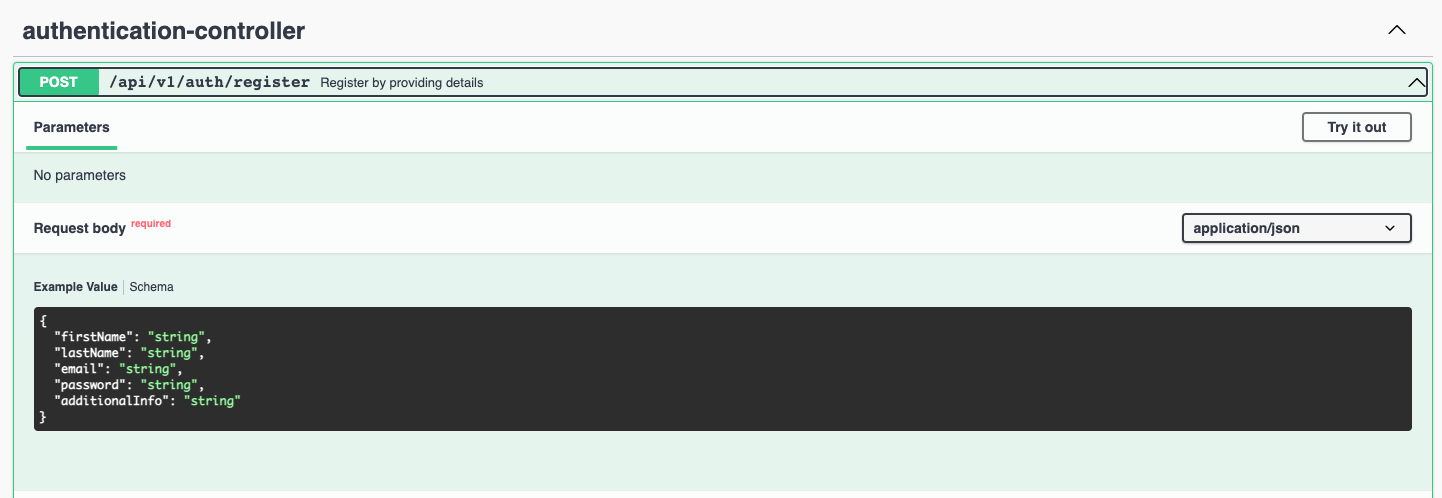 authentication-controller
POST /api/v1/auth/register Register by providing details
Parameters Try it out
No parameters
Request body required application/json
Example Value Schema
{
"firstName": "string",
"lastName": "string",
"email": "string",
"password": "string",
"additionalInfo": "string"
}